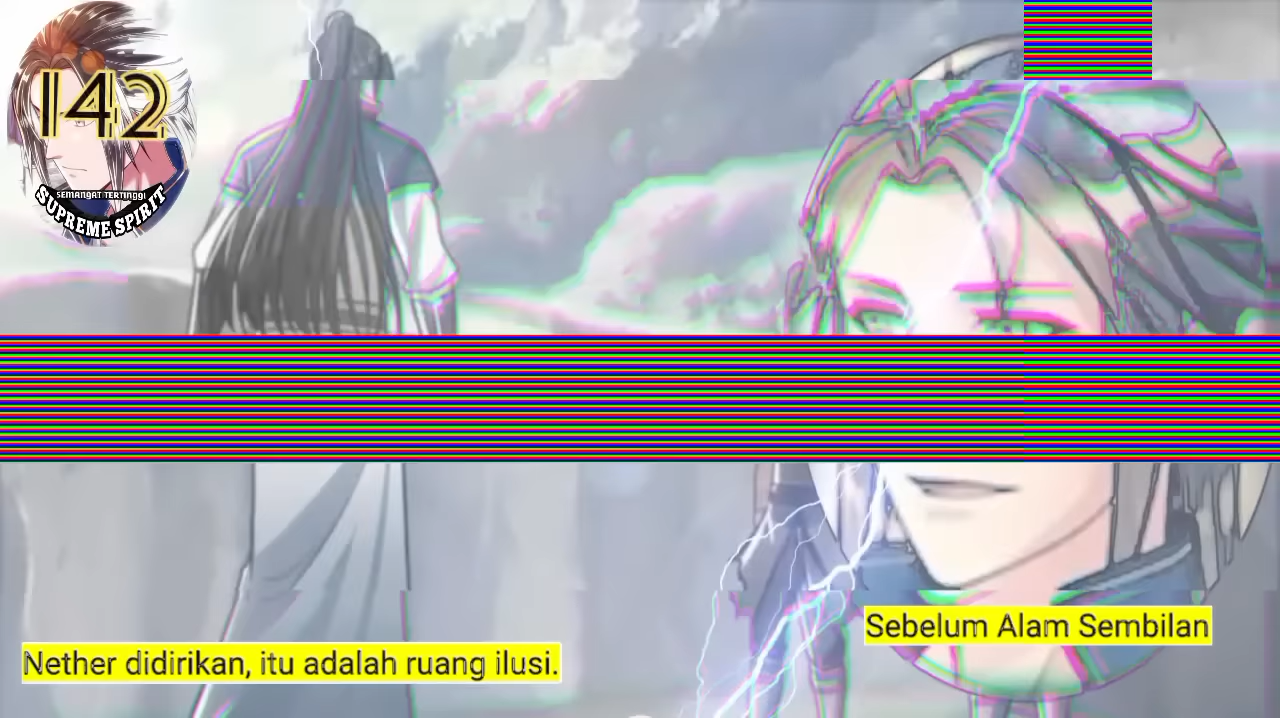 142
SEMANGAT TERTINGGI
SUPREME SPIRIT
Sebelum Alam Sembilan
Nether didirikan, itu adalah ruang ilusi.